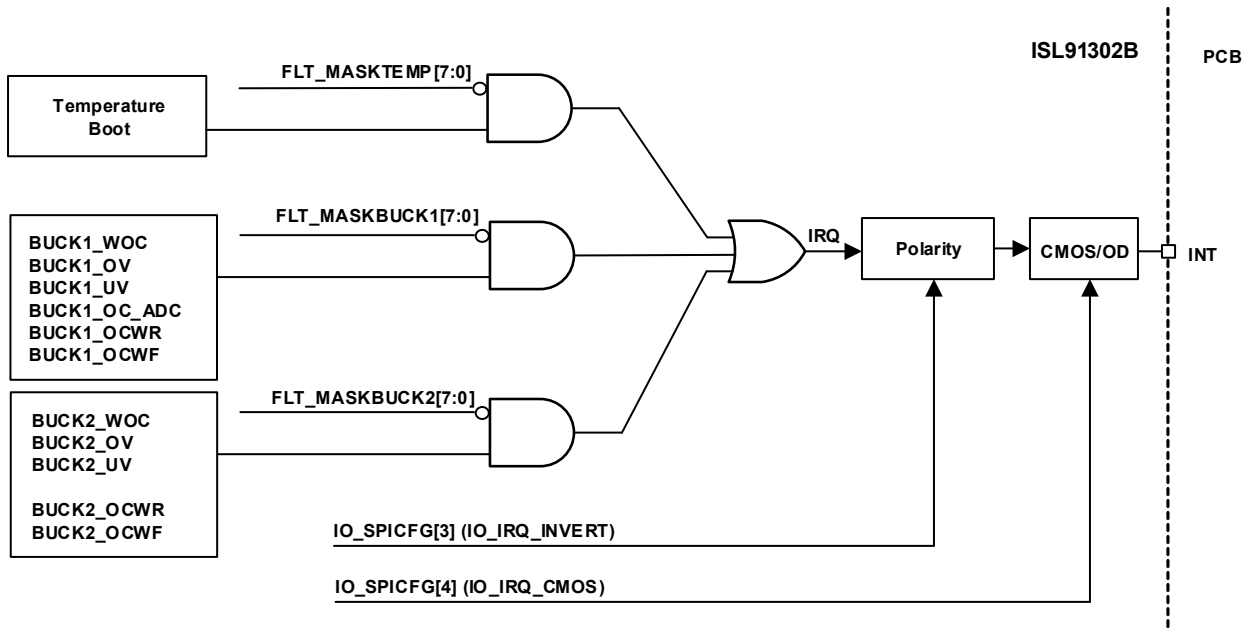 ISL91302B
PCB
FLT_MASKTEMP[7:0]
Temperature
Boot
FLT_MASKBUCK1[7:0]
BUCK1_WOC
BUCK1_OV
BUCK1_UV
BUCK1_OC_ADC
BUCK1_OCWR
BUCK1_OCWF
IRQ
Polarity
CMOS/OD
INT
FLT_MASKBUCK2[7:0]
BUCK2_WOC
BUCK2_OV
BUCK2_UV
BUCK2_OCWR
BUCK2_OCWF
IO_SPICFG[3] (IO_IRQ_INVERT)
IO_SPICFG[4] (IO_IRQ_CMOS)